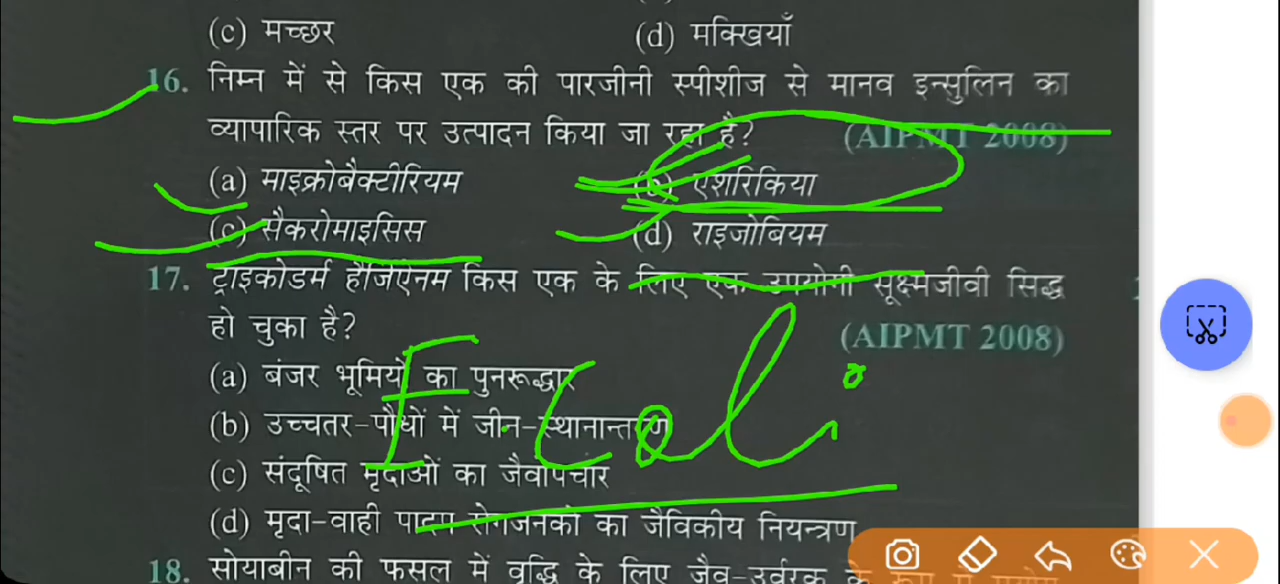 (c) मच्छर (d) मक्खियाँ
16. निम्न में से किस एक की पारजीनी स्पीशीज से मानव इन्सुलिन का
व्यापारिक स्तर पर उत्पादन किया जा रहा है? (AIPMT 2008)
(a) माइक्रोबैक्टीरियम (b) एशरिकिया
(c) सैकरोमाइसिस (d) राइजोबियम
17. ट्राइकोडर्म हैर्जिएनम किस एक के लिए एक उपयोगी सूक्ष्मजीवी सिद्ध
हो चुका है? (AIPMT 2008)
(a) बंजर भूमियों का पुनरूद्धार
(b) उच्चतर-पौधों में जीन-स्थानान्तरण
(c) संदूषित मृदाओं का जैवोपचार
(d) मृदा-वाही पादप रोगजनकों का जैविकीय नियन्त्रण
E.Coli
18. सोयाबीन की फसल में वृद्धि के लिए जैव-उर्वरक के रूप में